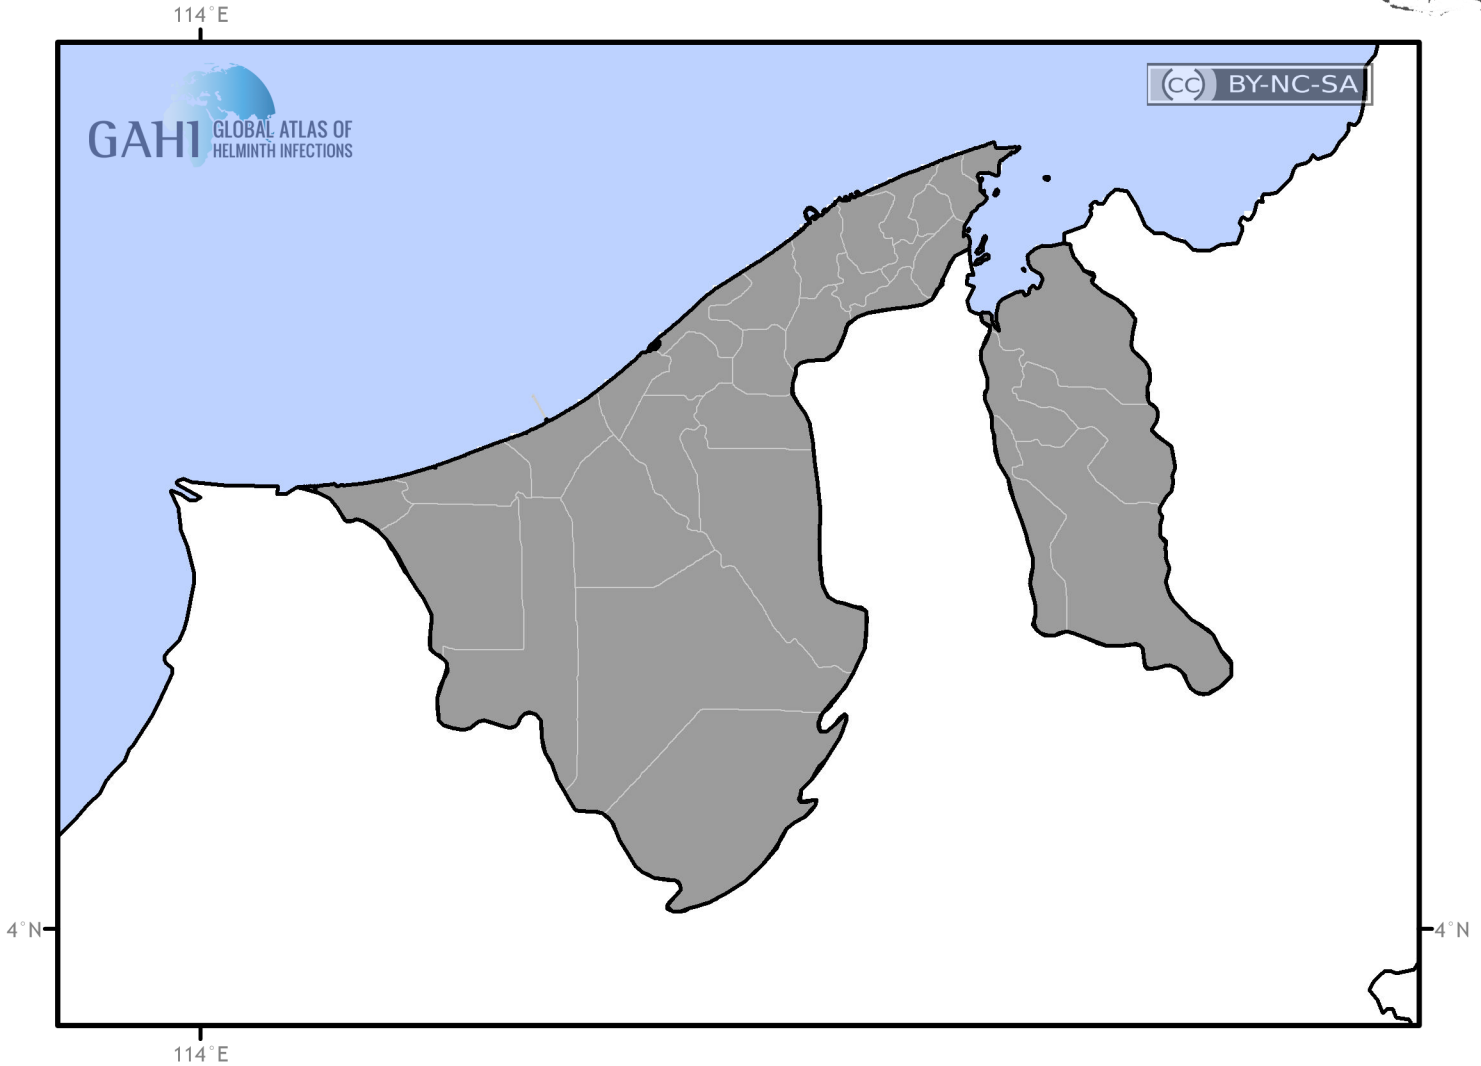 114°E
GAHI GLOBAL ATLAS OF
HELMINTH INFECTIONS
cc BY-NC-SA
4°N
4°N
114°E